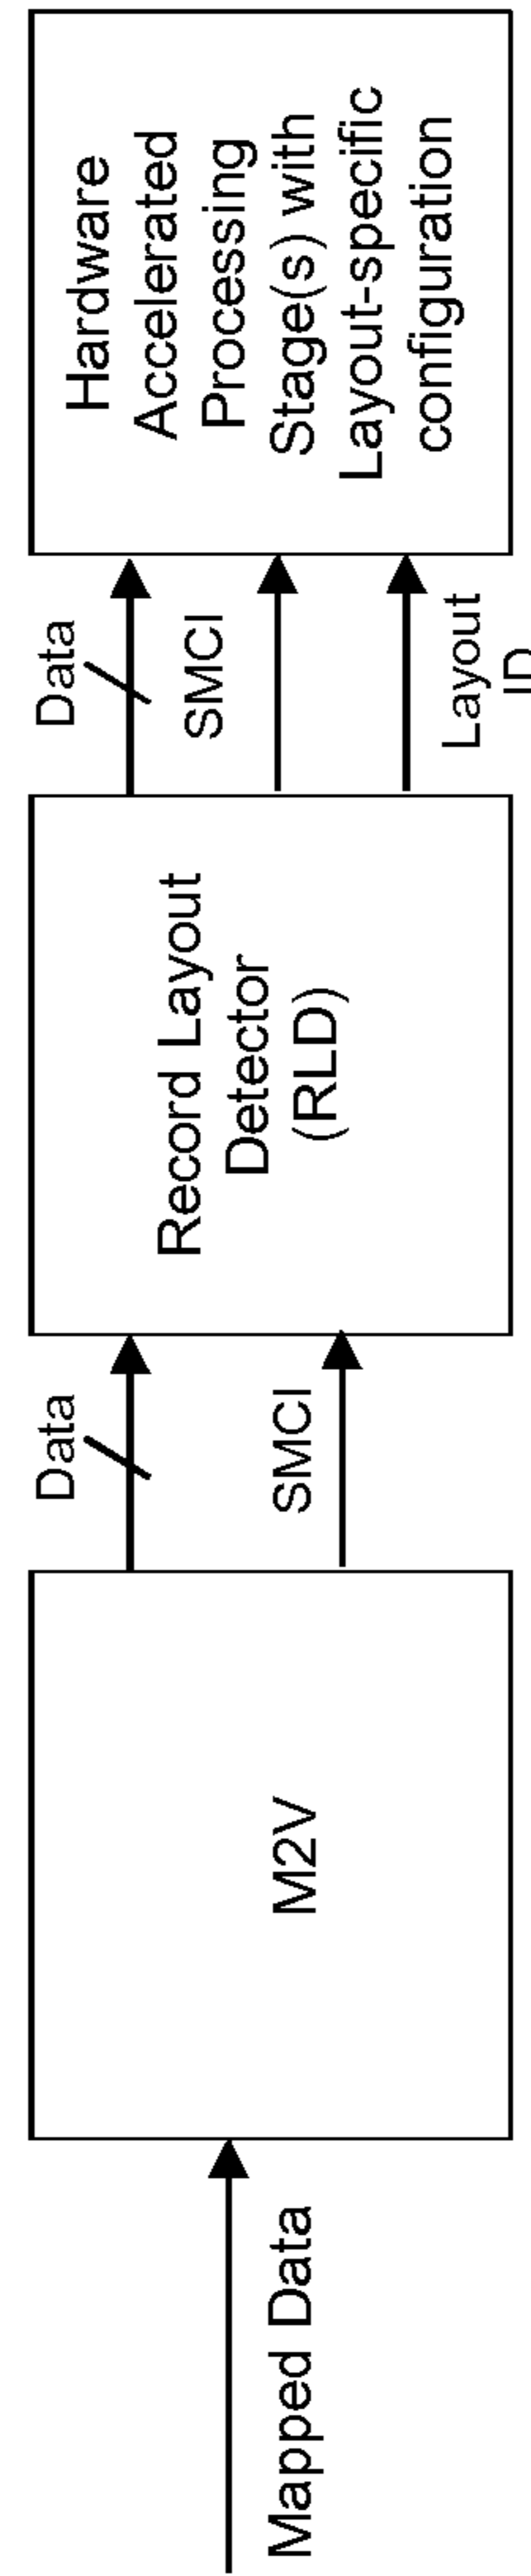 Mapped Data
M2V
Data
SMCI
Record Layout
Detector
(RLD)
Data
SMCI
Layout
ID
Hardware
Accelerated
Processing
Stage(s) with
Layout-specific
configuration